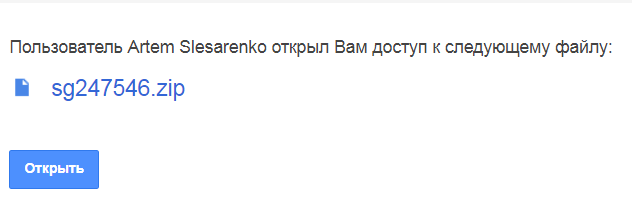 Пользователь Artem Slesarenko открыл Вам доступ к следующему файлу:
sg247546.zip
Открыть